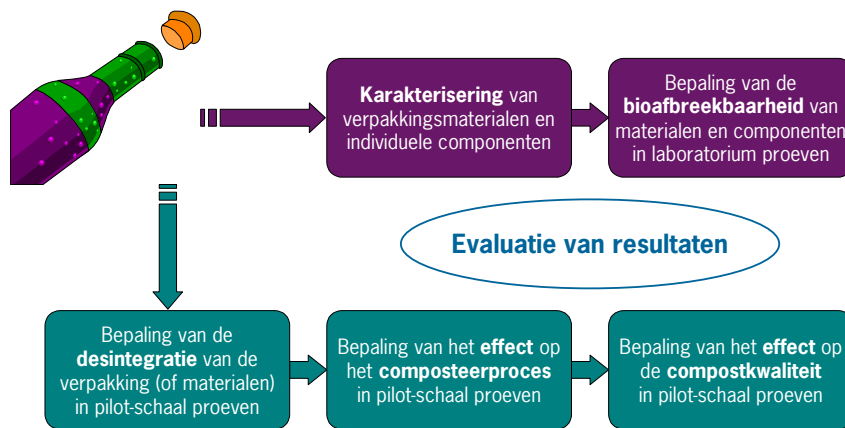 Karakterisering van
verpakkingsmaterialen en
individuele componenten
Bepaling van de
bioafbreekbaarheid van
materialen en componenten
in laboratorium proeven
Evaluatie van resultaten
Bepaling van de
desintegratie van de
verpakking (of materialen)
in pilot-schaal proeven
Bepaling van het effect op
het composteerproces
in pilot-schaal proeven
Bepaling van het effect op
de compostkwaliteit
in pilot-schaal proeven